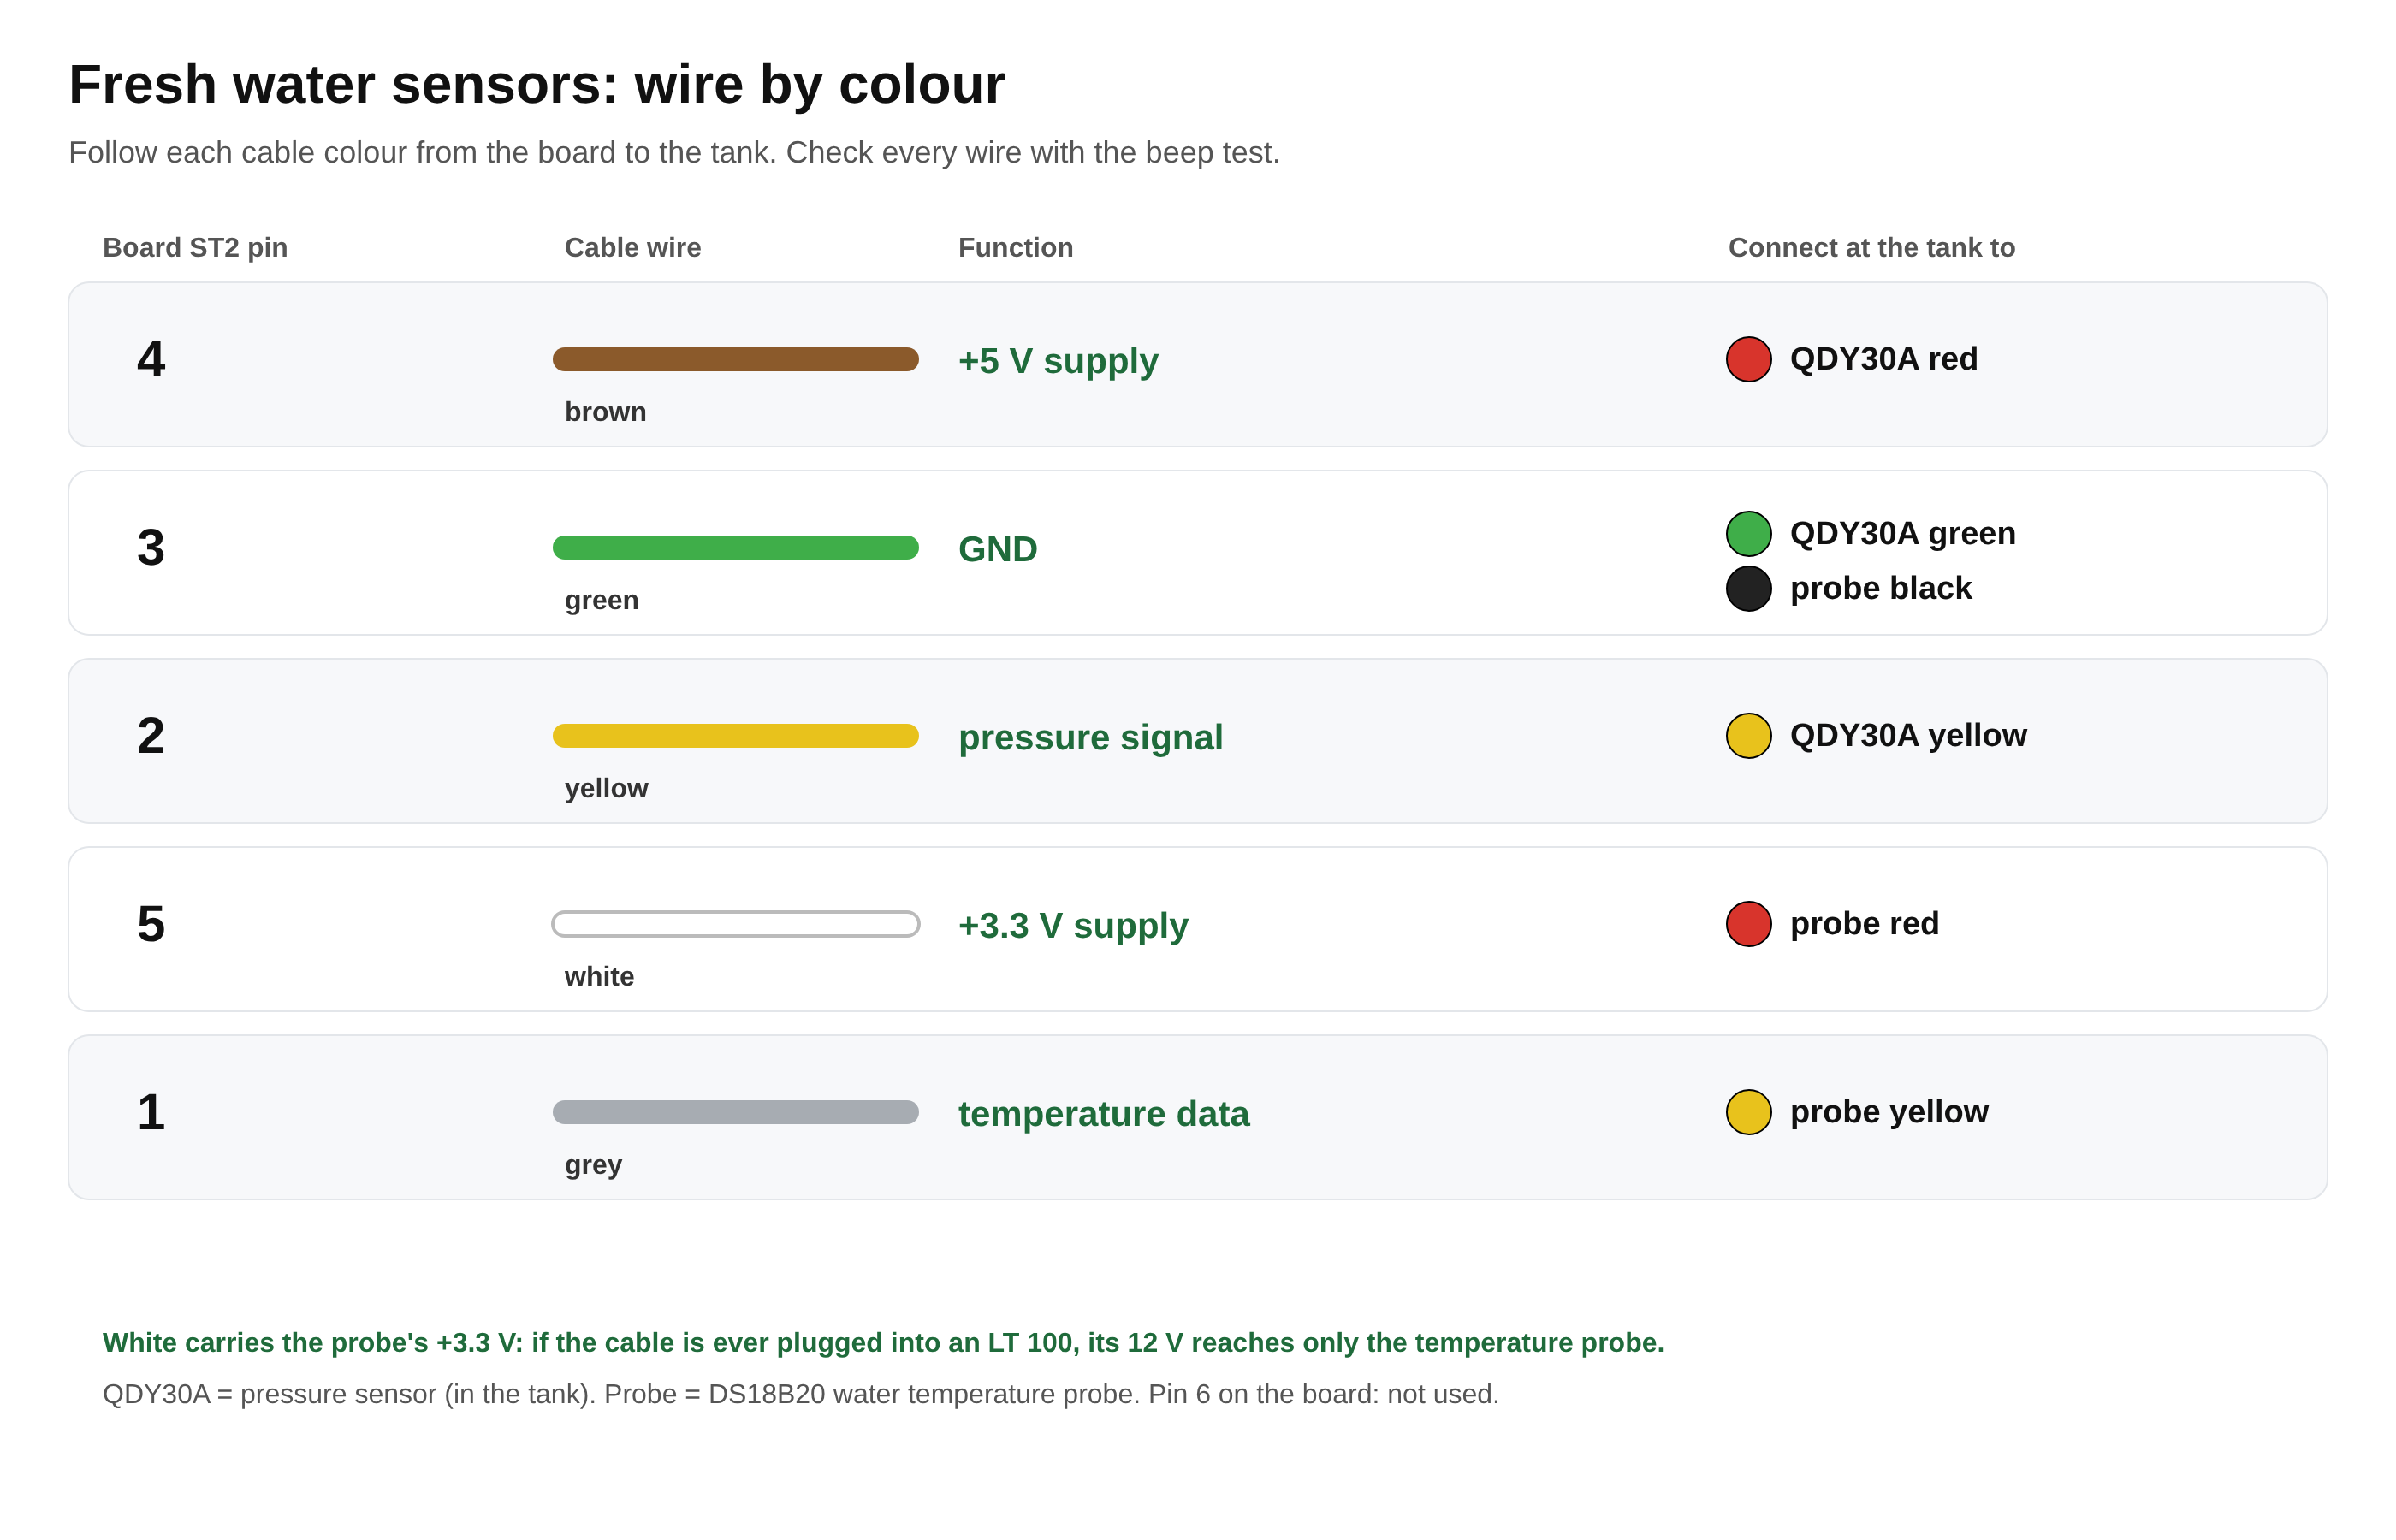 Fresh water sensors: wire by colour
Follow each cable colour from the board to the tank. Check every wire with the beep test.
Board ST2 pin Cable wire Function Connect at the tank to
4 +5 V supply QDY30A red
brown
3 GND QDY30A green
probe black
green
2 pressure signal QDY30A yellow
yellow
5 +3.3 V supply probe red
white
1 temperature data probe yellow
grey
White carries the probe's +3.3 V: if the cable is ever plugged into an LT 100, its 12 V reaches only the temperature probe.
QDY30A = pressure sensor (in the tank). Probe = DS18B20 water temperature probe. Pin 6 on the board: not used.